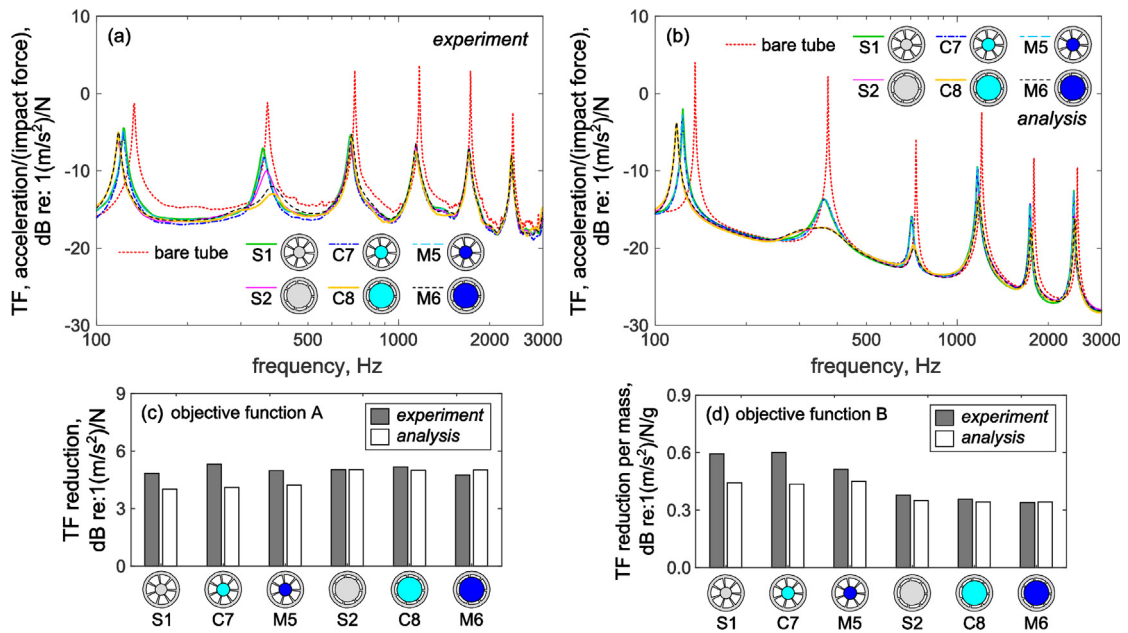 (a)
experiment
10
0
-10
-20
-30
TF, acceleration/(impact force),
dB re: 1(m/s²)/N
bare tube
S1
C7
M5
S2
C8
M6
100
500
1000
2000
3000
frequency, Hz
(b)
bare tube
S1
C7
M5
S2
C8
M6
analysis
10
0
-10
-20
-30
TF, acceleration/(impact force),
dB re: 1(m/s²)/N
100
500
1000
2000
3000
frequency, Hz
(c) objective function A
experiment
analysis
9
6
3
0
TF reduction,
dB re:1(m/s²)/N
S1
C7
M5
S2
C8
M6
(d) objective function B
experiment
analysis
0.9
0.6
0.3
0.0
TF reduction per mass,
dB re:1(m/s²)/N/g
S1
C7
M5
S2
C8
M6